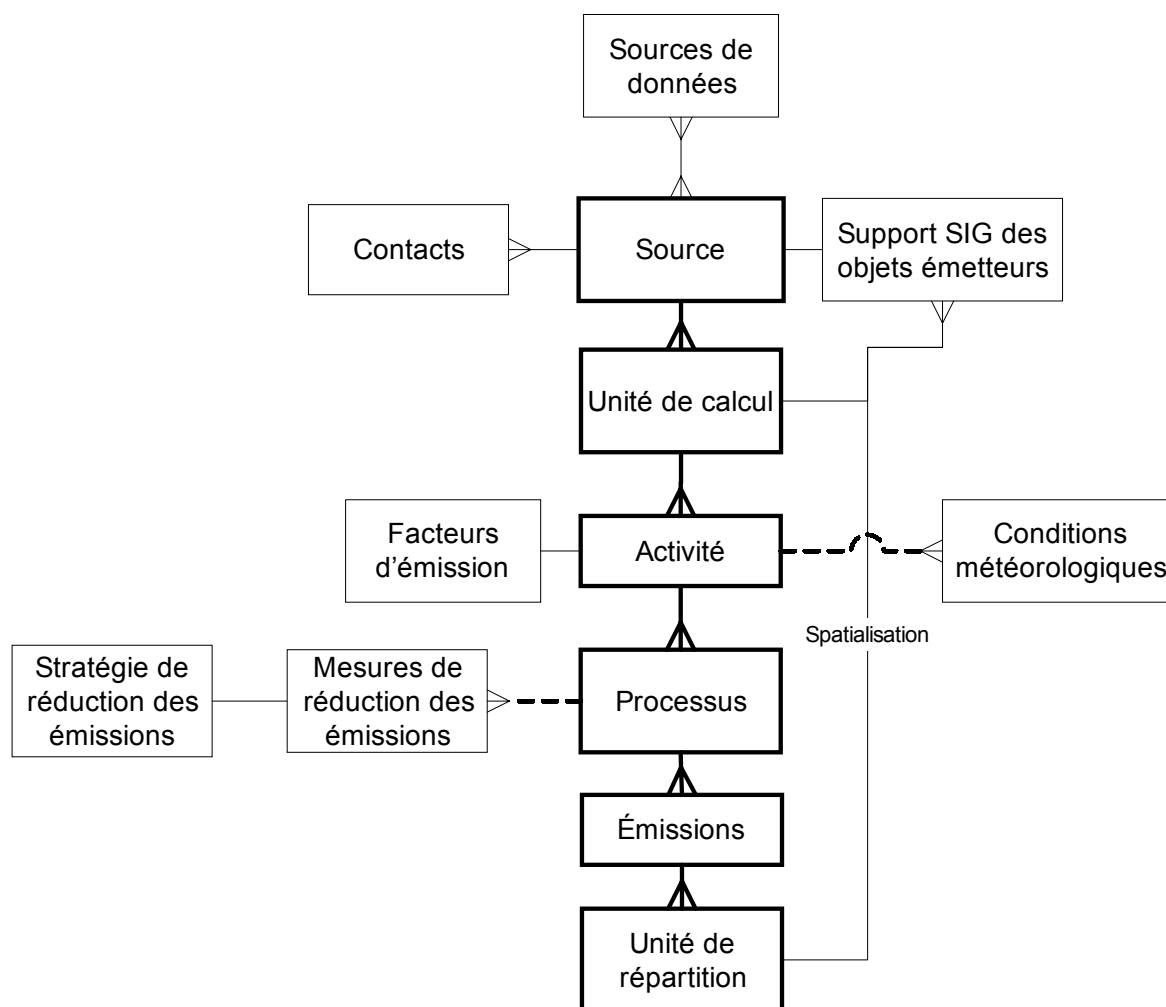 Sources de
données
Contacts
Source
Support SIG des
objets émetteurs
Unité de calcul
Facteurs
d'émission
Activité
Conditions
météorologiques
Spatialisation
Stratégie de
réduction des
émissions
Mesures de
réduction des
émissions
Processus
Émissions
Unité de
répartition